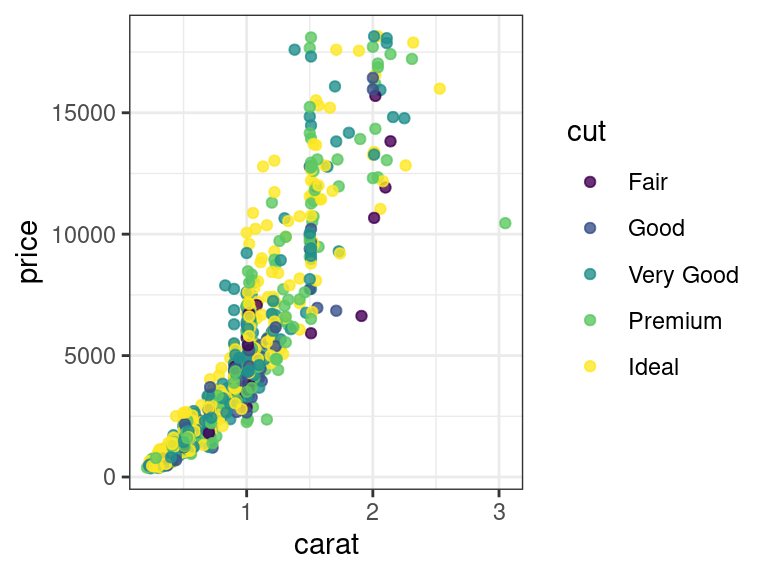 15000
10000
5000
0
price
1 2 3
carat
cut
Fair
Good
Very Good
Premium
Ideal